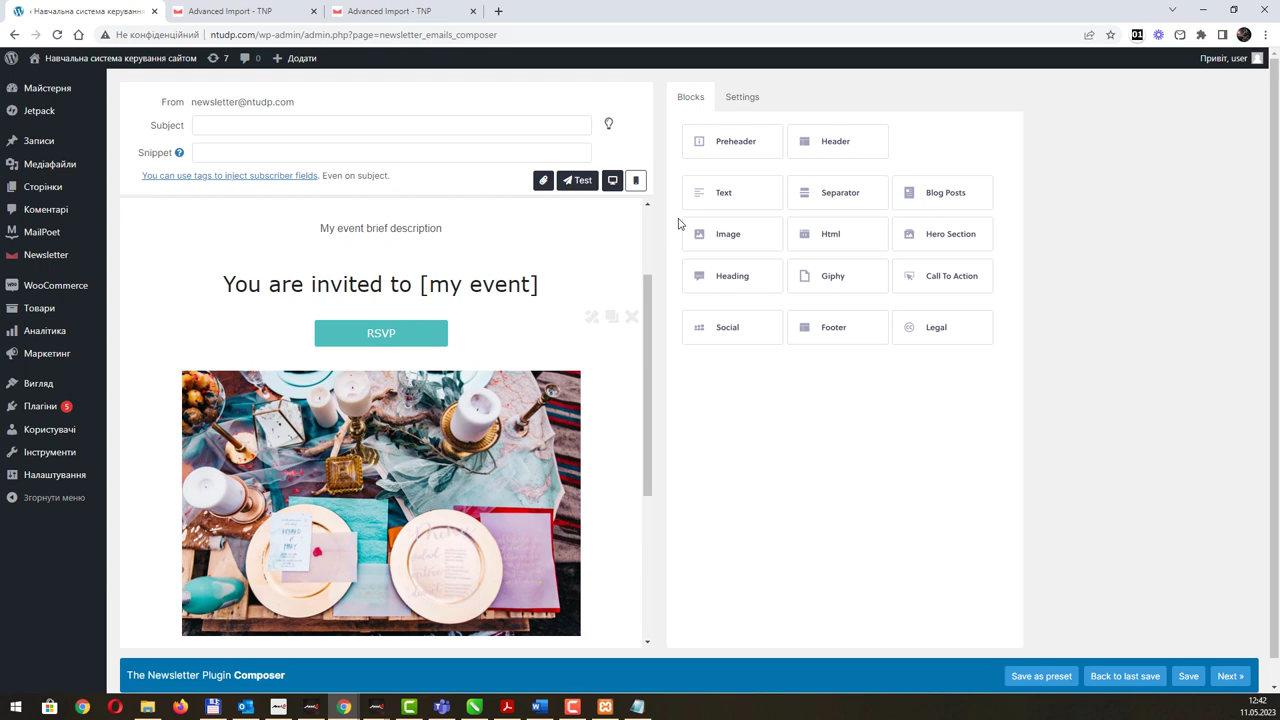 ‹ Навчальна система керування
Advanced Import - TNP
Advanced Import - TNP
Не конфіденційний
ntudp.com/wp-admin/admin.php?page=newsletter_emails_composer
01
Навчальна система керування сайтом
7
0
Додати
Привіт, user
Майстерня
Jetpack
Записи
Медіафайли
Сторінки
Коментарі
MailPoet
Newsletter
WooCommerce
Товари
Аналітика
Маркетинг
Вигляд
Плагіни 5
Користувачі
Інструменти
Налаштування
Згорнути меню
From newsletter@ntudp.com
Subject
Snippet ?
You can use tags to inject subscriber fields. Even on subject.
Test
My event brief description
You are invited to [my event]
RSVP
Blocks
Settings
Preheader
Header
Text
Separator
Blog Posts
Image
Html
Hero Section
Heading
Giphy
Call To Action
Social
Footer
Legal
The Newsletter Plugin Composer
Save as preset
Back to last save
Save
Next »
12:42
11.05.2023